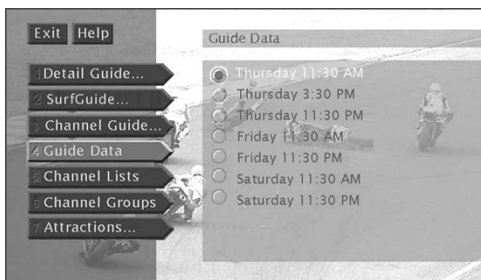 Exit Help
Guide Data
1 Detail Guide...
2 SurfGuide...
3 Channel Guide...
4 Guide Data
5 Channel Lists
6 Channel Groups
7 Attractions...
Thursday 11:30 AM
Thursday 3:30 PM
Thursday 11:30 PM
Friday 11:30 AM
Friday 11:30 PM
Saturday 11:30 AM
Saturday 11:30 PM